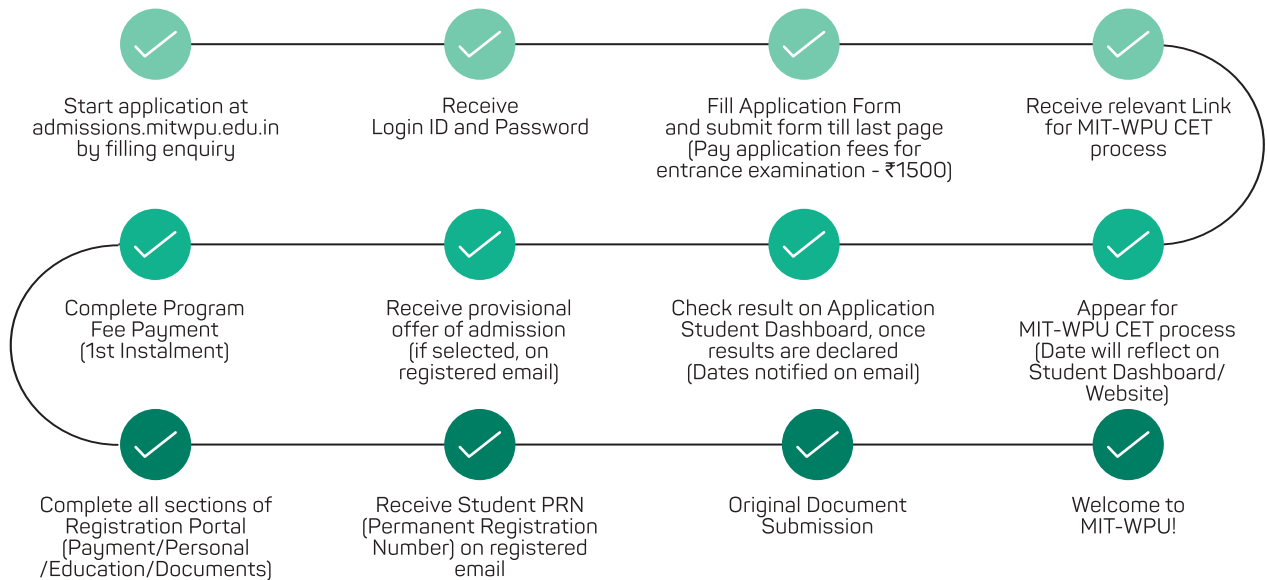 Start application at
admissions.mitwpu.edu.in
by filling enquiry
Receive
Login ID and Password
Fill Application Form
and submit form till last page
(Pay application fees for
entrance examination - ₹1500)
Receive relevant Link
for MIT-WPU CET
process
Appear for
MIT-WPU CET process
(Date will reflect on
Student Dashboard/
Website)
Check result on Application
Student Dashboard, once
results are declared
(Dates notified on email)
Receive provisional
offer of admission
(if selected, on
registered email)
Complete Program
Fee Payment
(1st Instalment)
Complete all sections of
Registration Portal
(Payment/Personal
/Education/Documents)
Receive Student PRN
(Permanent Registration
Number) on registered
email
Original Document
Submission
Welcome to
MIT-WPU!